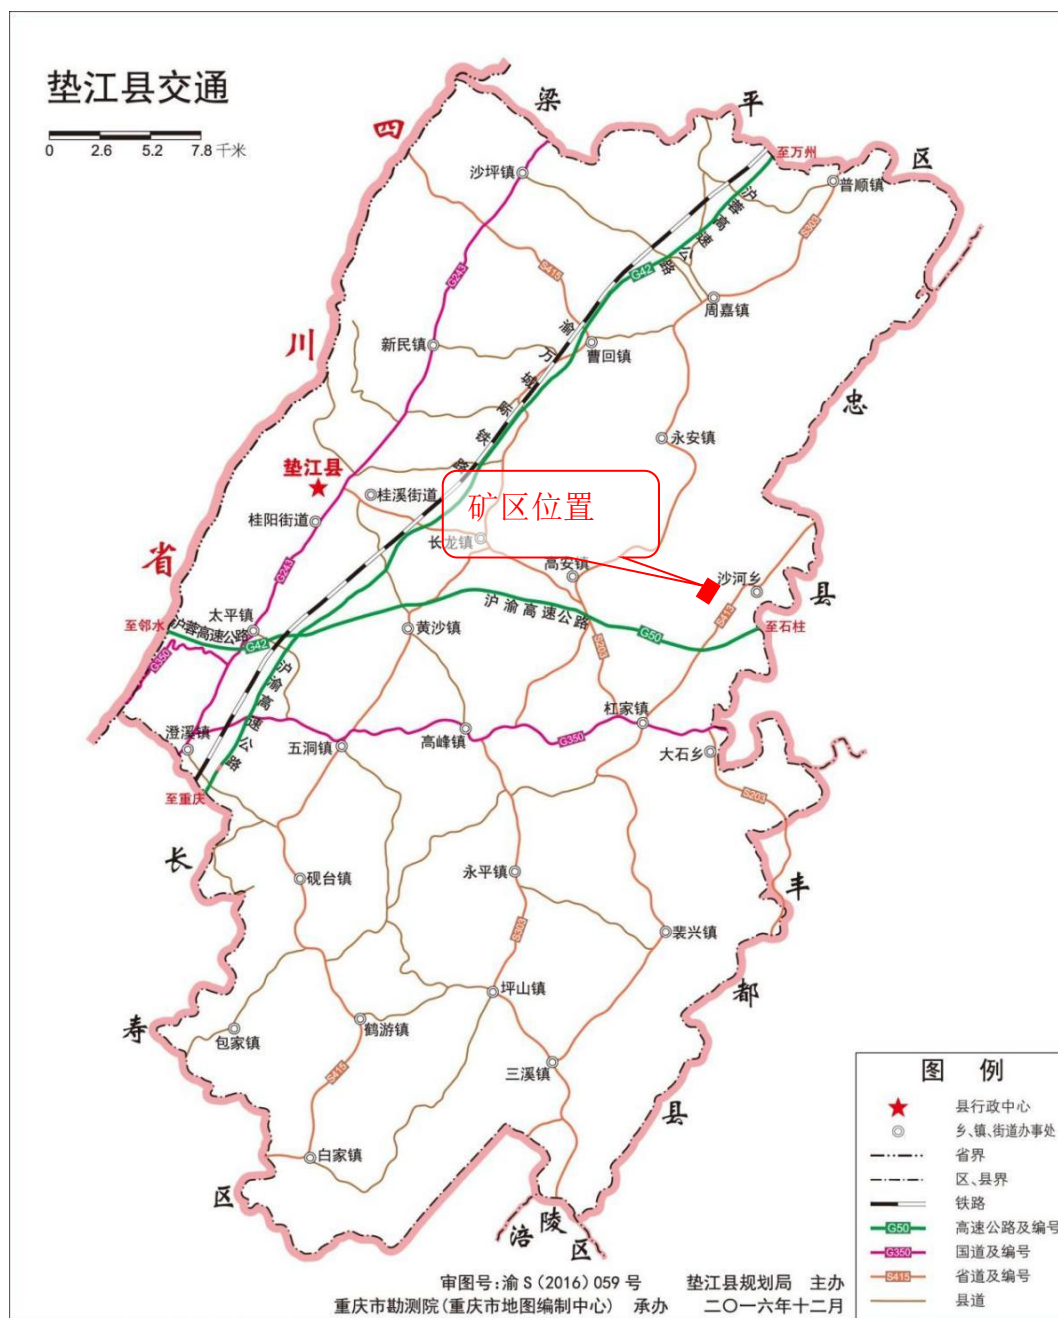 垫江县交通
0 2.6 5.2 7.8 千米
四
川
省
梁
平
区
忠
县
丰
都
县
长
寿
区
涪
陵
区
至万州
普顺镇
沙坪镇
S303
沪蓉高速公路
G42
S415
G243
周嘉镇
渝万城际铁路
新民镇
曹回镇
永安镇
垫江县
桂溪街道
矿区位置
桂阳街道
长龙镇
高安镇
沙河乡
G243
S413
太平镇
至邻水
沪蓉高速公路
G42
黄沙镇
沪渝高速公路
G50
至石柱
G350
S203
沪渝高速公路
杠家镇
澄溪镇
五洞镇
高峰镇
G350
大石乡
至重庆
S203
砚台镇
永平镇
S303
裴兴镇
坪山镇
包家镇
鹤游镇
三溪镇
S415
白家镇
图 例
县行政中心
乡、镇、街道办事处
省界
区、县界
铁路
G50 高速公路及编号
G350 国道及编号
S415 省道及编号
县道
审图号:渝 S (2016) 059 号 垫江县规划局 主办
重庆市勘测院(重庆市地图编制中心) 承办 二〇一六年十二月